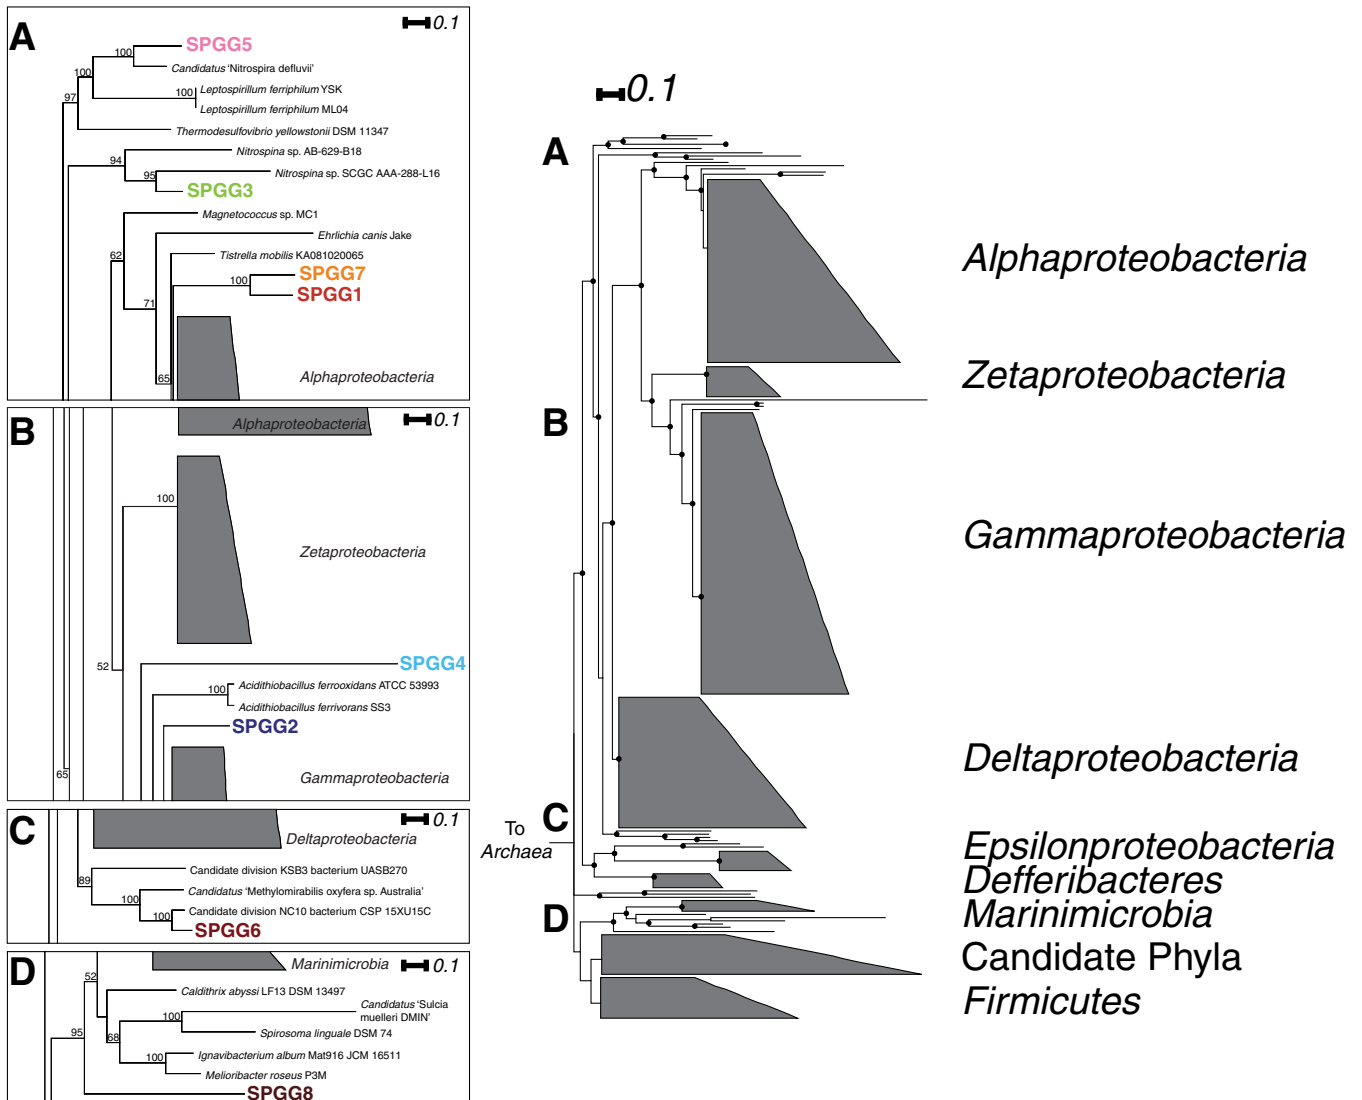 A
0.1
100
SPGG5
Candidatus ‘Nitrospira defluvii’
100
100
Leptospirillum ferriphilum YSK
Leptospirillum ferriphilum ML04
97
Thermodesulfovibrio yellowstonii DSM 11347
94
Nitrospina sp. AB-629-B18
95
Nitrospina sp. SCGC AAA-288-L16
SPGG3
Magnetococcus sp. MC1
Ehrlichia canis Jake
62
Tistrella mobilis KA081020065
100
SPGG7
SPGG1
71
65
Alphaproteobacteria
B
0.1
Alphaproteobacteria
100
Zetaproteobacteria
52
SPGG4
100
Acidithiobacillus ferrooxidans ATCC 53993
Acidithiobacillus ferrivorans SS3
SPGG2
65
Gammaproteobacteria
C
0.1
Deltaproteobacteria
Candidate division KSB3 bacterium UASB270
89
Candidatus ‘Methylomirabilis oxyfera sp. Australia’
100
Candidate division NC10 bacterium CSP 15XU15C
100
SPGG6
D
0.1
Marinimicrobia
52
Caldithrix abyssi LF13 DSM 13497
Candidatus ‘Sulcia
muelleri DMIN’
100
Spirosoma linguale DSM 74
95
68
100
Ignavibacterium album Mat916 JCM 16511
Melioribacter roseus P3M
SPGG8
0.1
A
Alphaproteobacteria
Zetaproteobacteria
B
Gammaproteobacteria
Deltaproteobacteria
C
To
Archaea
Epsilonproteobacteria
Defferibacteres
D
Marinimicrobia
Candidate Phyla
Firmicutes